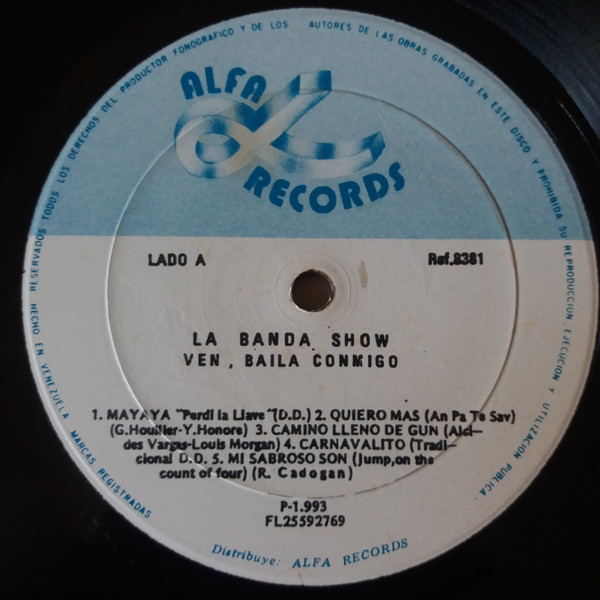 RESERVADOS TODOS LOS DERECHOS DEL PRODUCTOR FONOGRAFICO Y DE LOS AUTORES DE LAS OBRAS GRABADAS EN ESTE DISCO Y PROHIBIDA SU REPRODUCCION, EJECUCION Y UTILIZACION PUBLICA.
ALFA
RECORDS
LADO A
Ref.8381
LA BANDA SHOW
VEN, BAILA CONMIGO
1. MAYAYA "Perdi la Llave"(D.D.) 2. QUIERO MAS (An Pa Te Sav)
(G.Houllier-Y.Honore) 3. CAMINO LLENO DE GUN (Alci-
des Vargas-Louis Morgan) 4. CARNAVALITO (Tradi-
cional D.D. 5. MI SABROSO SON (Jump,on the
count of four) (R. Cadogan)
P-1.993
FL25592769
HECHO EN VENEZUELA MARCAS REGISTRADAS
Distribuye: ALFA RECORDS